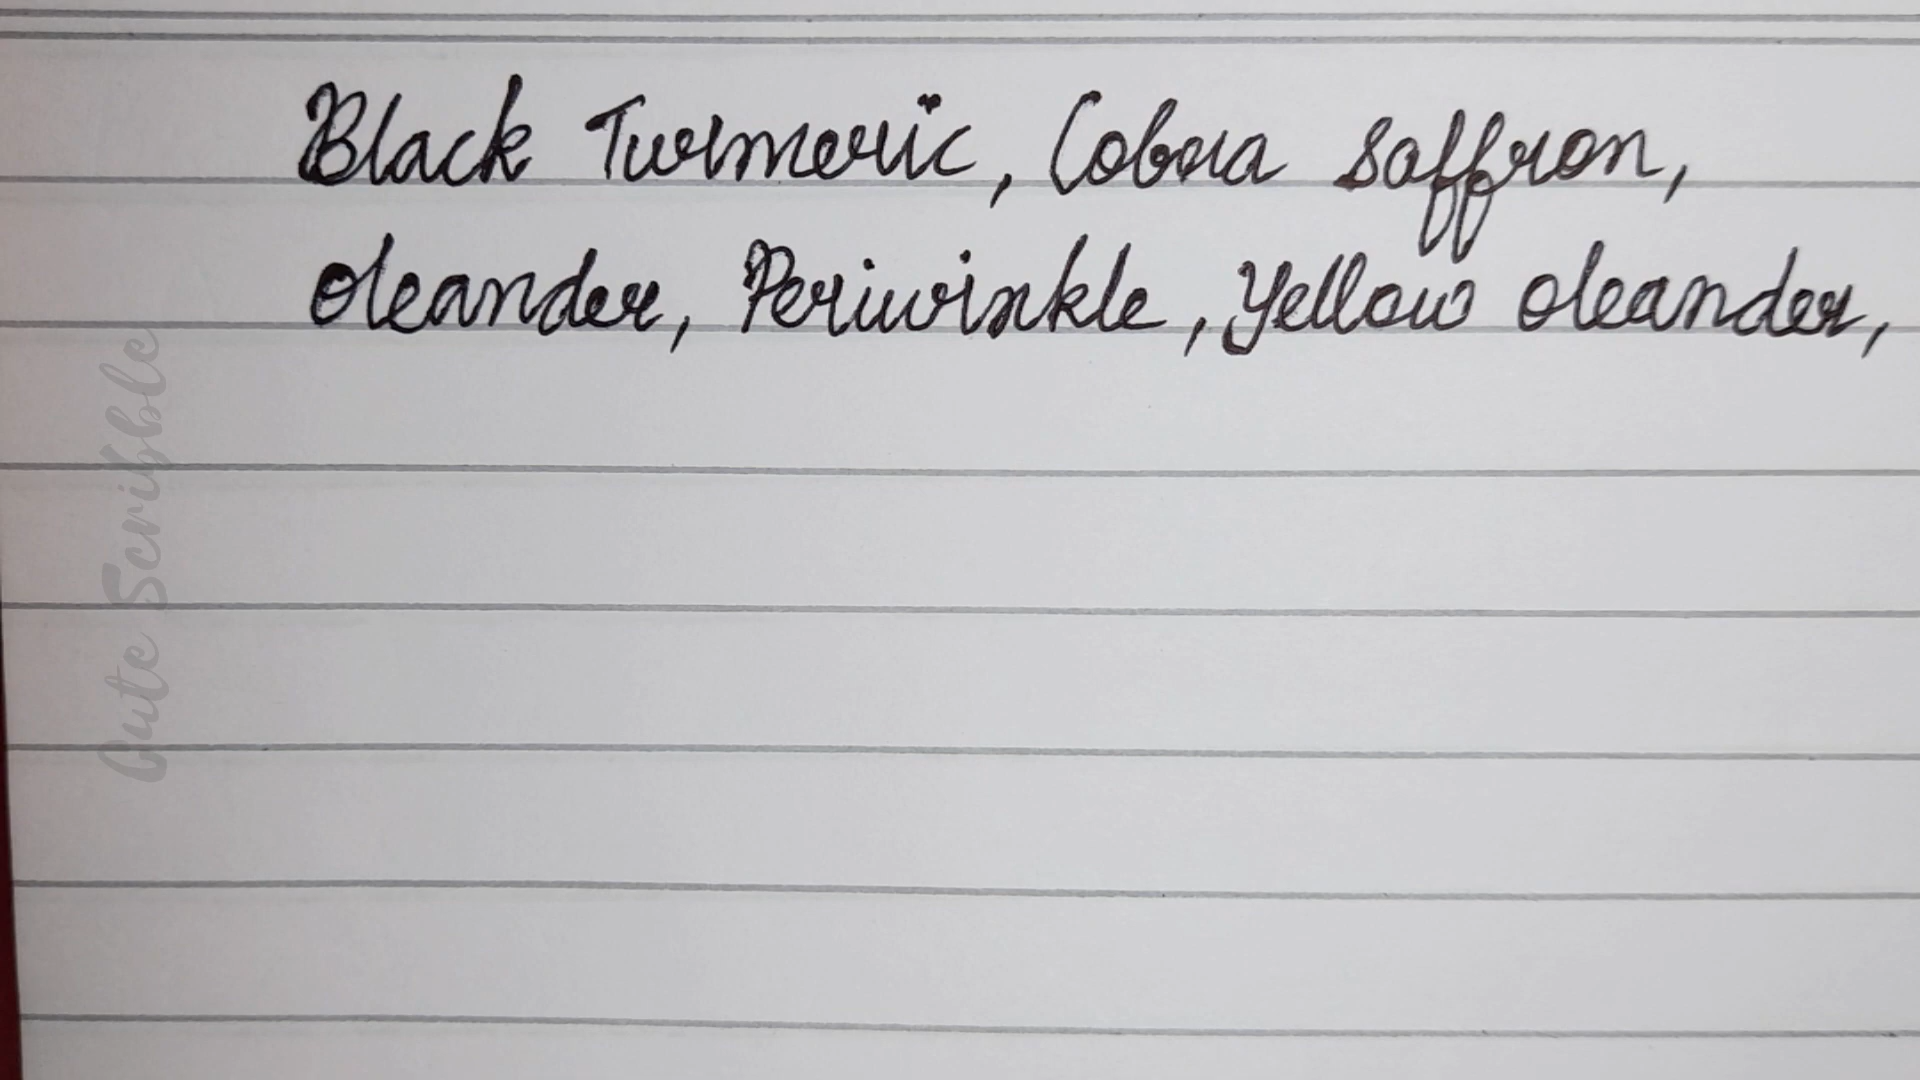 Black Turmeric, Cobra saffron,
oleander, Periwinkle, Yellow oleander,
Cute Scribble